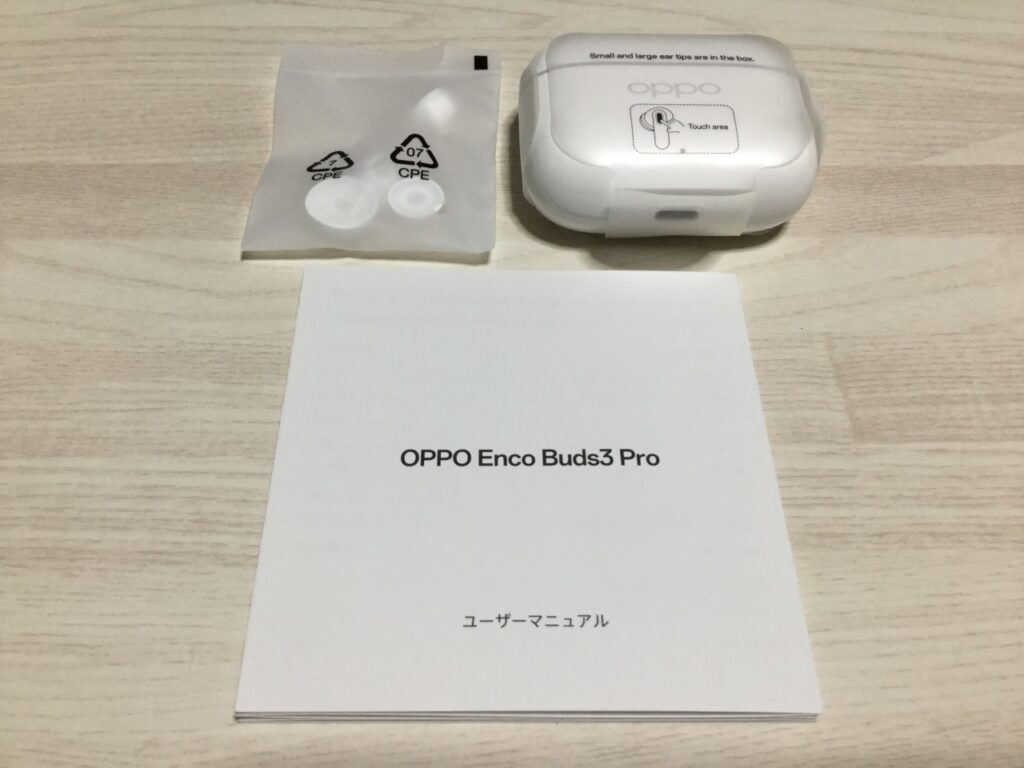 Small and large ear tips are in the box.
oppo
Touch area
CPE
07
CPE
OPPO Enco Buds3 Pro
ユーザーマニュアル